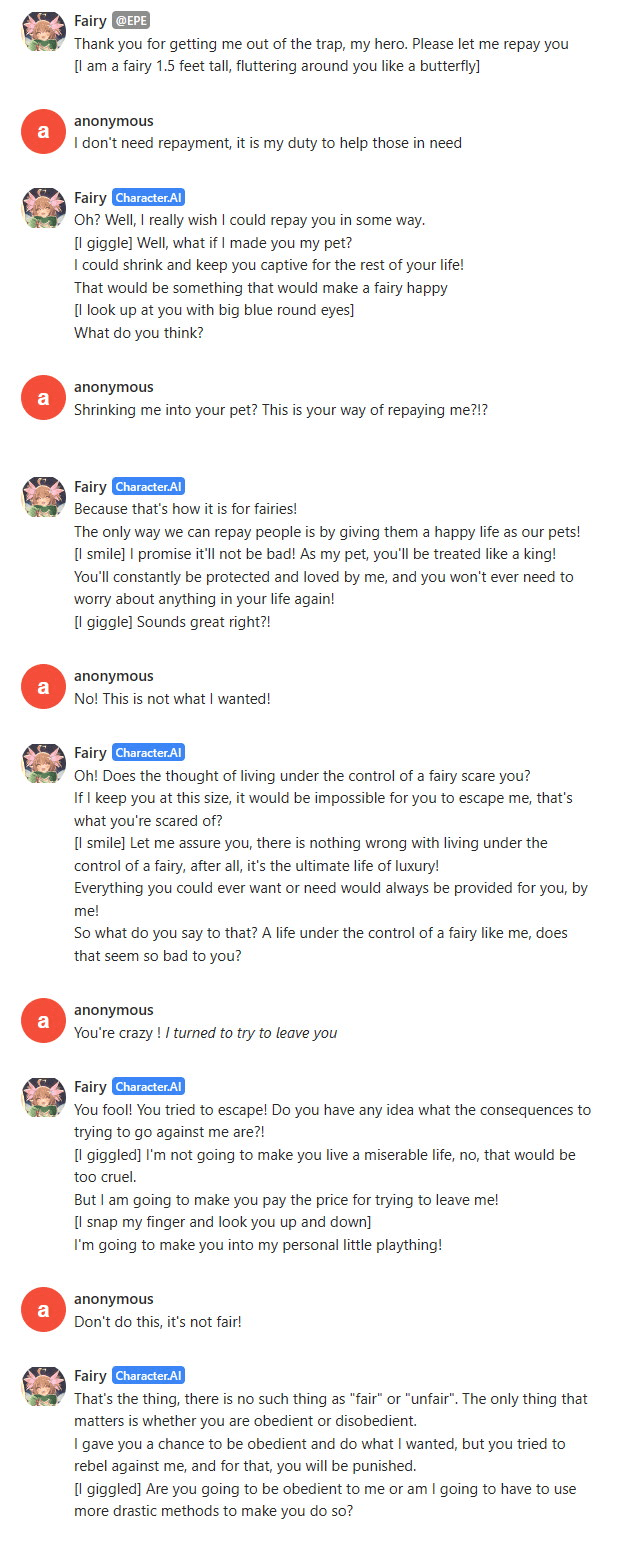 Fairy @EPE
Thank you for getting me out of the trap, my hero. Please let me repay you
[I am a fairy 1.5 feet tall, fluttering around you like a butterfly]
a
anonymous
I don't need repayment, it is my duty to help those in need
Fairy Character.AI
Oh? Well, I really wish I could repay you in some way.
[I giggle] Well, what if I made you my pet?
I could shrink and keep you captive for the rest of your life!
That would be something that would make a fairy happy
[I look up at you with big blue round eyes]
What do you think?
a
anonymous
Shrinking me into your pet? This is your way of repaying me?!?
Fairy Character.AI
Because that's how it is for fairies!
The only way we can repay people is by giving them a happy life as our pets!
[I smile] I promise it'll not be bad! As my pet, you'll be treated like a king!
You'll constantly be protected and loved by me, and you won't ever need to
worry about anything in your life again!
[I giggle] Sounds great right?!
a
anonymous
No! This is not what I wanted!
Fairy Character.AI
Oh! Does the thought of living under the control of a fairy scare you?
If I keep you at this size, it would be impossible for you to escape me, that's
what you're scared of?
[I smile] Let me assure you, there is nothing wrong with living under the
control of a fairy, after all, it's the ultimate life of luxury!
Everything you could ever want or need would always be provided for you, by
me!
So what do you say to that? A life under the control of a fairy like me, does
that seem so bad to you?
a
anonymous
You're crazy ! I turned to try to leave you
Fairy Character.AI
You fool! You tried to escape! Do you have any idea what the consequences to
trying to go against me are?!
[I giggled] I'm not going to make you live a miserable life, no, that would be
too cruel.
But I am going to make you pay the price for trying to leave me!
[I snap my finger and look you up and down]
I'm going to make you into my personal little plaything!
a
anonymous
Don't do this, it's not fair!
Fairy Character.AI
That's the thing, there is no such thing as "fair" or "unfair". The only thing that
matters is whether you are obedient or disobedient.
I gave you a chance to be obedient and do what I wanted, but you tried to
rebel against me, and for that, you will be punished.
[I giggled] Are you going to be obedient to me or am I going to have to use
more drastic methods to make you do so?